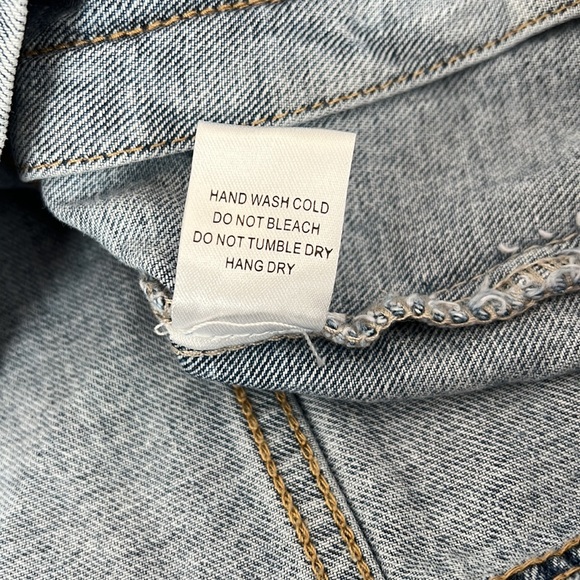 HAND WASH COLD
DO NOT BLEACH
DO NOT TUMBLE DRY
HANG DRY